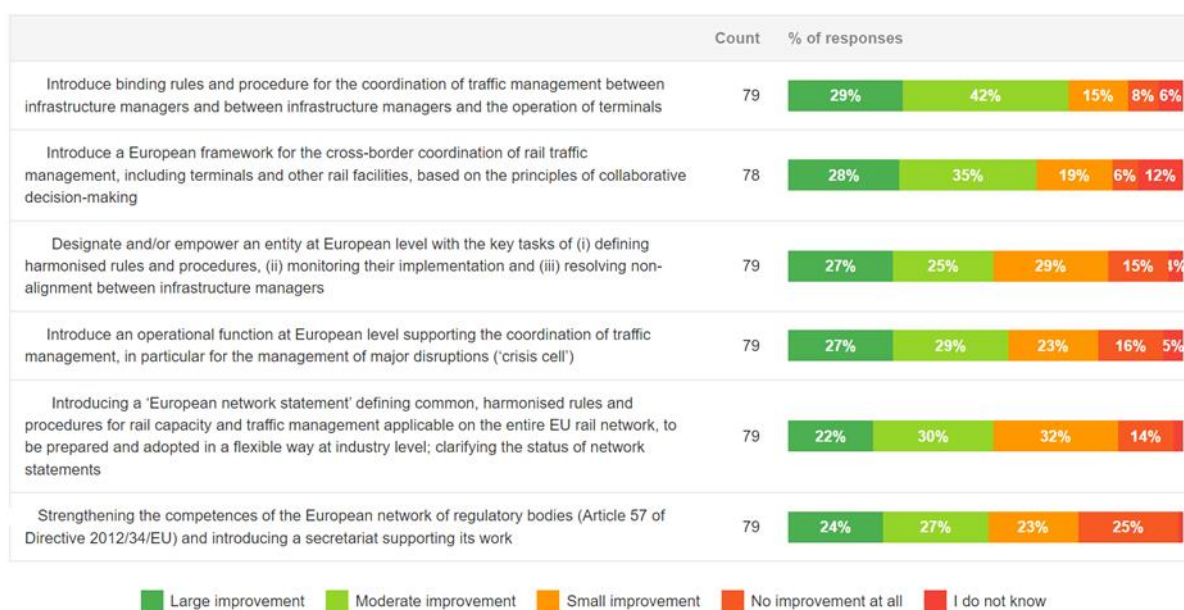 Count % of responses
Introduce binding rules and procedure for the coordination of traffic management between
infrastructure managers and between infrastructure managers and the operation of terminals
79
29% 42% 15% 8% 6%
Introduce a European framework for the cross-border coordination of rail traffic
management, including terminals and other rail facilities, based on the principles of collaborative
decision-making
78
28% 35% 19% 6% 12%
Designate and/or empower an entity at European level with the key tasks of (i) defining
harmonised rules and procedures, (ii) monitoring their implementation and (iii) resolving non-
alignment between infrastructure managers
79
27% 25% 29% 15% 4%
Introduce an operational function at European level supporting the coordination of traffic
management, in particular for the management of major disruptions (‘crisis cell’)
79
27% 29% 23% 16% 5%
Introducing a ‘European network statement’ defining common, harmonised rules and
procedures for rail capacity and traffic management applicable on the entire EU rail network, to
be prepared and adopted in a flexible way at industry level; clarifying the status of network
statements
79
22% 30% 32% 14%
Strengthening the competences of the European network of regulatory bodies (Article 57 of
Directive 2012/34/EU) and introducing a secretariat supporting its work
79
24% 27% 23% 25%
Large improvement Moderate improvement Small improvement No improvement at all I do not know